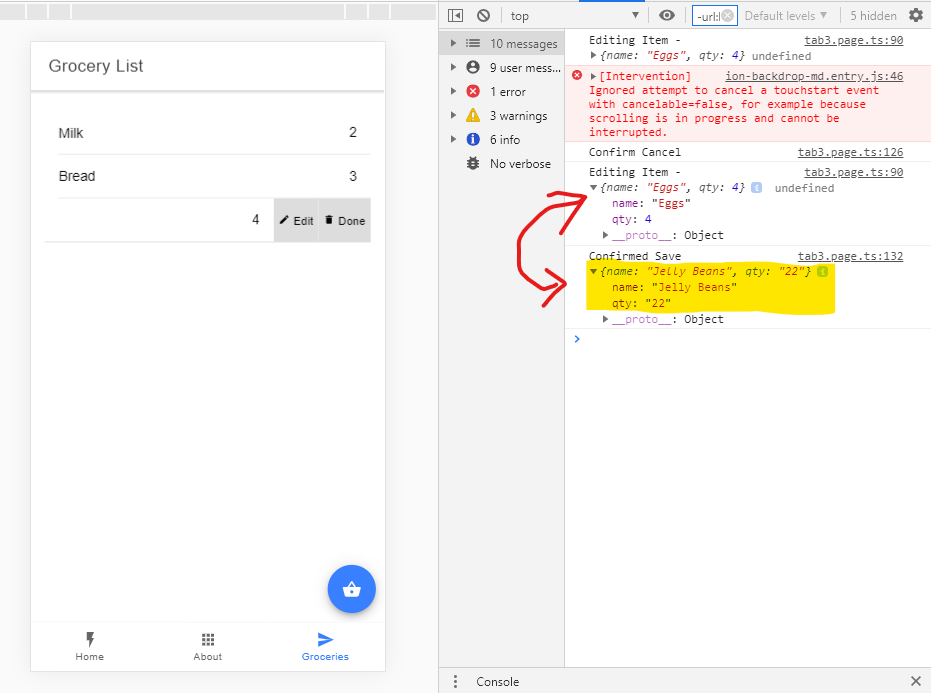 Grocery List
Milk 2
Bread 3
4 Edit Done
Home About Groceries
top -url: Default levels 5 hidden
10 messages
9 user mess...
1 error
3 warnings
6 info
No verbose
Editing Item - tab3.page.ts:90
{name: "Eggs", qty: 4} undefined
[Intervention] ion-backdrop-md.entry.js:46
Ignored attempt to cancel a touchstart event
with cancelable=false, for example because
scrolling is in progress and cannot be
interrupted.
Confirm Cancel tab3.page.ts:126
Editing Item - tab3.page.ts:90
{name: "Eggs", qty: 4} i undefined
name: "Eggs"
qty: 4
__proto__: Object
Confirmed Save tab3.page.ts:132
{name: "Jelly Beans", qty: "22"} i
name: "Jelly Beans"
qty: "22"
__proto__: Object
Console